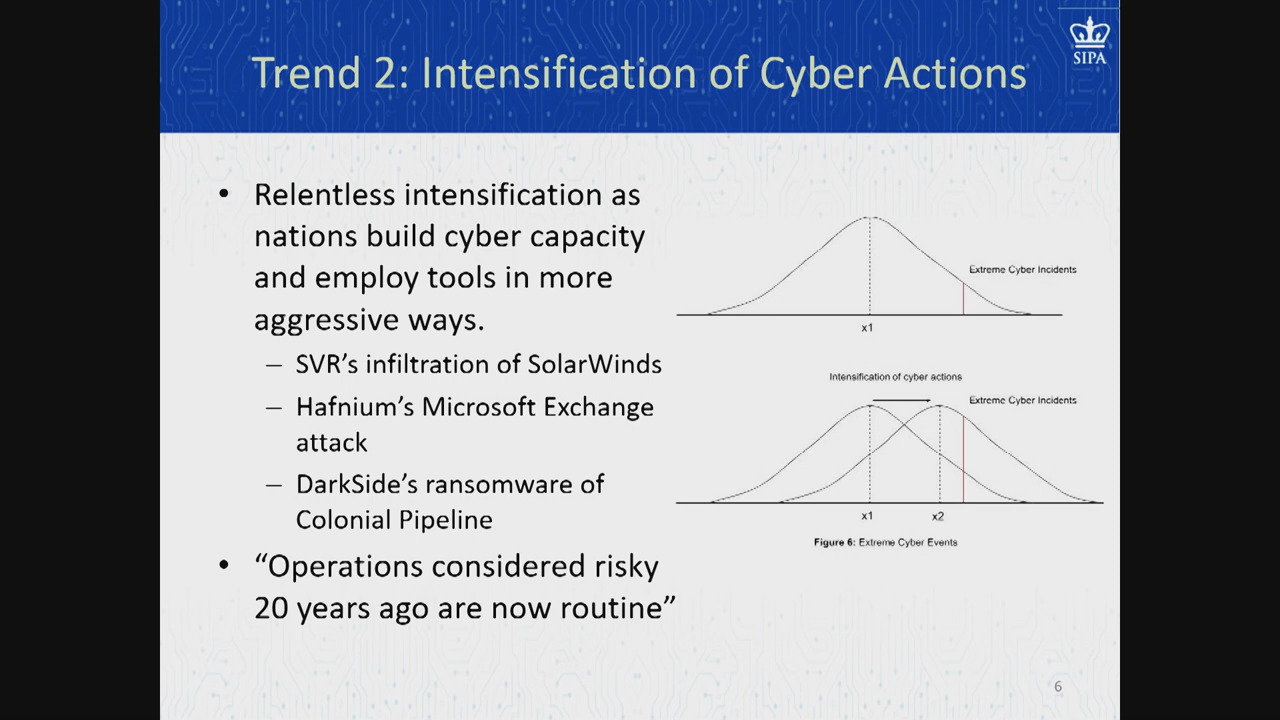 SIPA
Trend 2: Intensification of Cyber Actions
• Relentless intensification as
nations build cyber capacity
and employ tools in more
aggressive ways.
– SVR’s infiltration of SolarWinds
– Hafnium’s Microsoft Exchange
attack
– DarkSide’s ransomware of
Colonial Pipeline
• “Operations considered risky
20 years ago are now routine”
Extreme Cyber Incidents
x1
Intensification of cyber actions
Extreme Cyber Incidents
x1
x2
Figure 6: Extreme Cyber Events
6